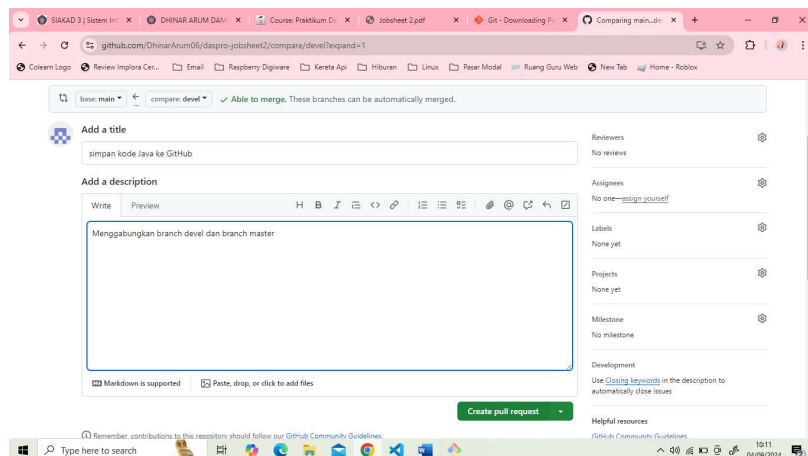 SIAKAD 3 | Sistem Int
DHINAR ARUM DAM
Course: Praktikum Da
Jobsheet 2.pdf
Git - Downloading Pa
Comparing main...de
github.com/DhinarArum06/daspro-jobsheet2/compare/devel?expand=1
Colearn Logo
Review Implora Cer...
Email
Raspberry Digiware
Kereta Api
Hiburan
Linux
Pasar Modal
Ruang Guru Web
New Tab
Home - Roblox
base: main
compare: devel
Able to merge. These branches can be automatically merged.
Add a title
simpan kode Java ke GitHub
Add a description
Write Preview
Menggabungkan branch devel dan branch master
Markdown is supported
Paste, drop, or click to add files
Create pull request
Remember, contributions to this repository should follow our GitHub Community Guidelines.
Reviewers
No reviews
Assignees
No one—assign yourself
Labels
None yet
Projects
None yet
Milestone
No milestone
Development
Use Closing keywords in the description to
automatically close issues
Helpful resources
GitHub Community Guidelines
Type here to search
10:11
04/09/2024